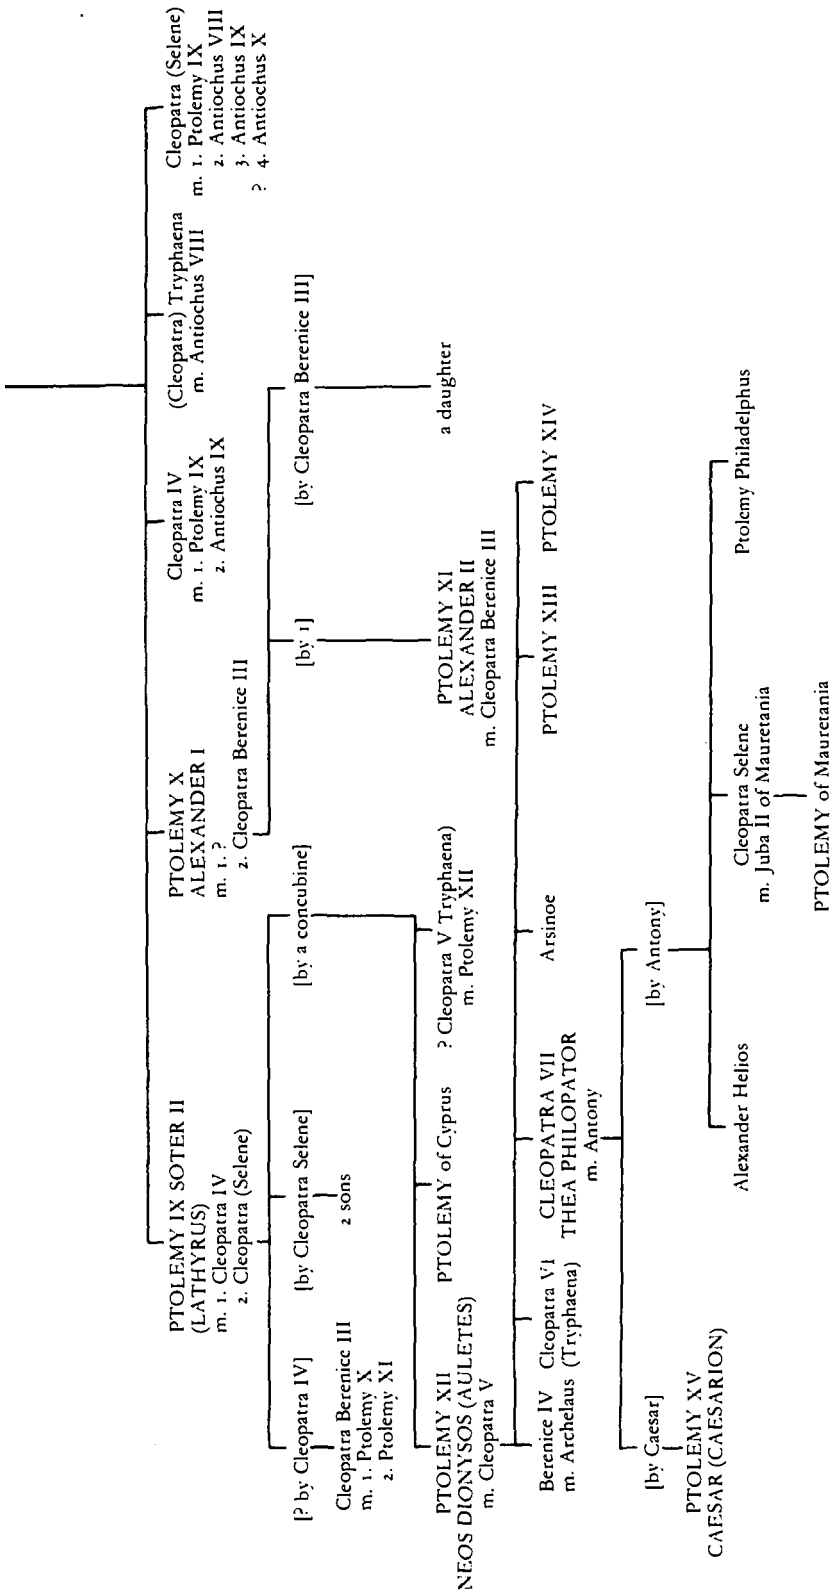 PTOLEMY IX SOTER II
(LATHYRUS)
m. 1. Cleopatra IV
2. Cleopatra (Selene)
PTOLEMY X
ALEXANDER I
m. 1. ?
2. Cleopatra Berenice III
Cleopatra IV
m. 1. Ptolemy IX
2. Antiochus IX
(Cleopatra) Tryphaena
m. Antiochus VIII
Cleopatra (Selene)
m. 1. Ptolemy IX
2. Antiochus VIII
3. Antiochus IX
? 4. Antiochus X
[? by Cleopatra IV]
[by Cleopatra Selene]
[by a concubine]
[by 1]
[by Cleopatra Berenice III]
Cleopatra Berenice III
m. 1. Ptolemy X
2. Ptolemy XI
2 sons
PTOLEMY XII
NEOS DIONYSOS (AULETES)
m. Cleopatra V
PTOLEMY of Cyprus
? Cleopatra V Tryphaena)
m. Ptolemy XII
PTOLEMY XI
ALEXANDER II
m. Cleopatra Berenice III
a daughter
Berenice IV
m. Archelaus
Cleopatra VI
(Tryphaena)
CLEOPATRA VII
THEA PHILOPATOR
m. Antony
Arsinoe
PTOLEMY XIII
PTOLEMY XIV
[by Caesar]
[by Antony]
PTOLEMY XV
CAESAR (CAESARION)
Alexander Helios
Cleopatra Selene
m. Juba II of Mauretania
Ptolemy Philadelphus
PTOLEMY of Mauretania